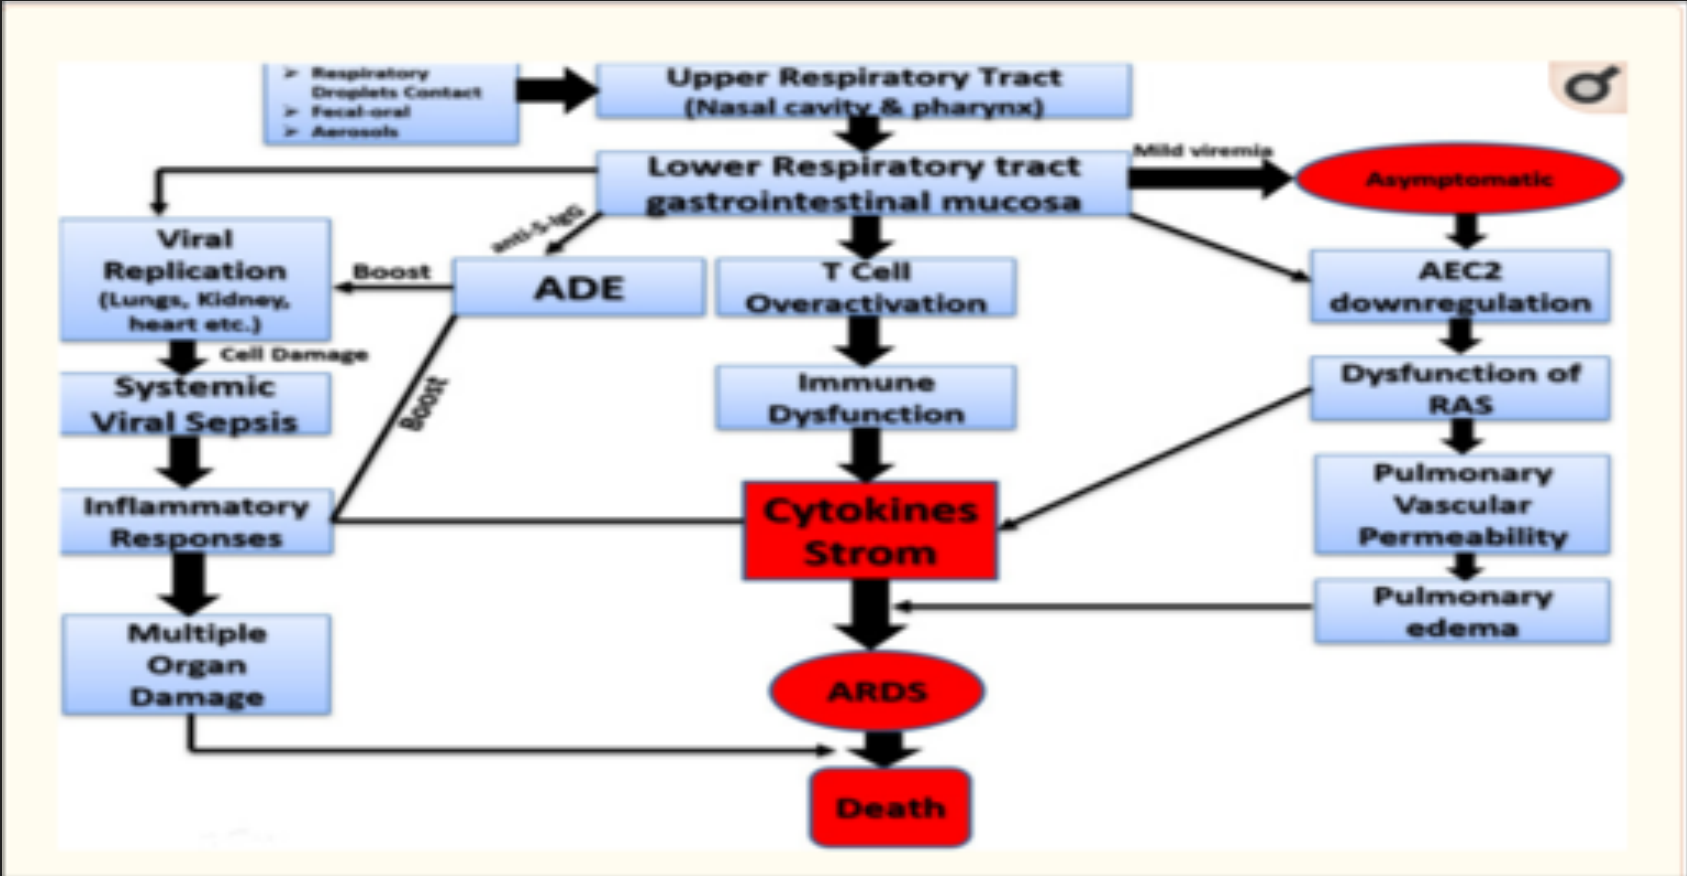 ➢ Respiratory
Droplets Contact
➢ Fecal-oral
➢ Aerosols
Upper Respiratory Tract
(Nasal cavity & pharynx)
Lower Respiratory tract
gastrointestinal mucosa
Mild viremia
Asymptomatic
anti-S-IgG
Viral
Replication
(Lungs, Kidney,
heart etc.)
Boost
ADE
T Cell
Overactivation
AEC2
downregulation
Cell Damage
Systemic
Viral Sepsis
Boost
Immune
Dysfunction
Dysfunction of
RAS
Inflammatory
Responses
Cytokines
Strom
Pulmonary
Vascular
Permeability
Pulmonary
edema
Multiple
Organ
Damage
ARDS
Death